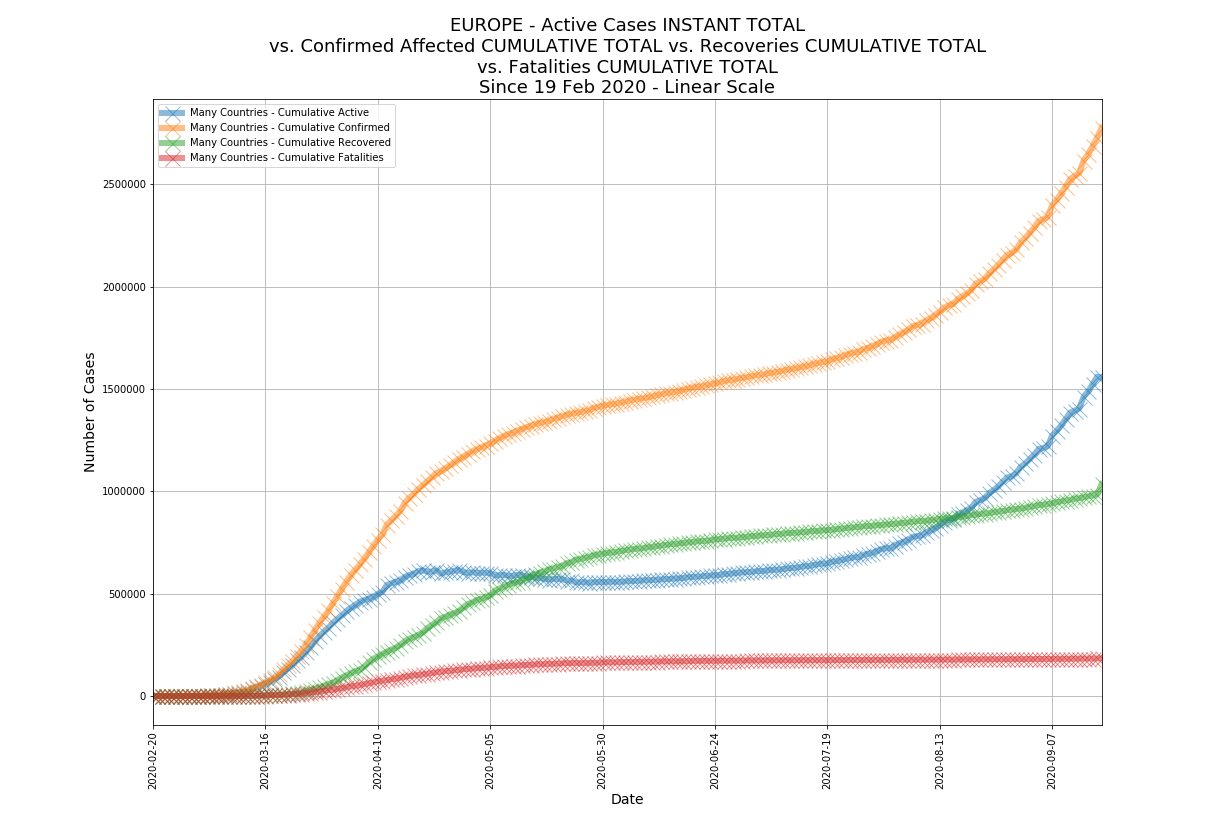 EUROPE - Active Cases INSTANT TOTAL
vs. Confirmed Affected CUMULATIVE TOTAL vs. Recoveries CUMULATIVE TOTAL
vs. Fatalities CUMULATIVE TOTAL
Since 19 Feb 2020 - Linear Scale
Many Countries - Cumulative Active
Many Countries - Cumulative Confirmed
Many Countries - Cumulative Recovered
Many Countries - Cumulative Fatalities
Number of Cases
2500000
2000000
1500000
1000000
500000
0
2020-02-20
2020-03-16
2020-04-10
2020-05-05
2020-05-30
2020-06-24
2020-07-19
2020-08-13
2020-09-07
Date